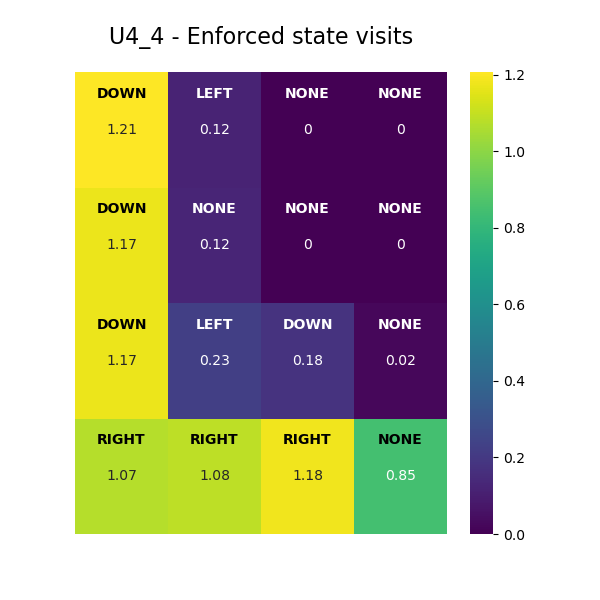 U4_4 - Enforced state visits
DOWN LEFT NONE NONE
1.21 0.12 0 0
DOWN NONE NONE NONE
1.17 0.12 0 0
DOWN LEFT DOWN NONE
1.17 0.23 0.18 0.02
RIGHT RIGHT RIGHT NONE
1.07 1.08 1.18 0.85
1.2
1.0
0.8
0.6
0.4
0.2
0.0